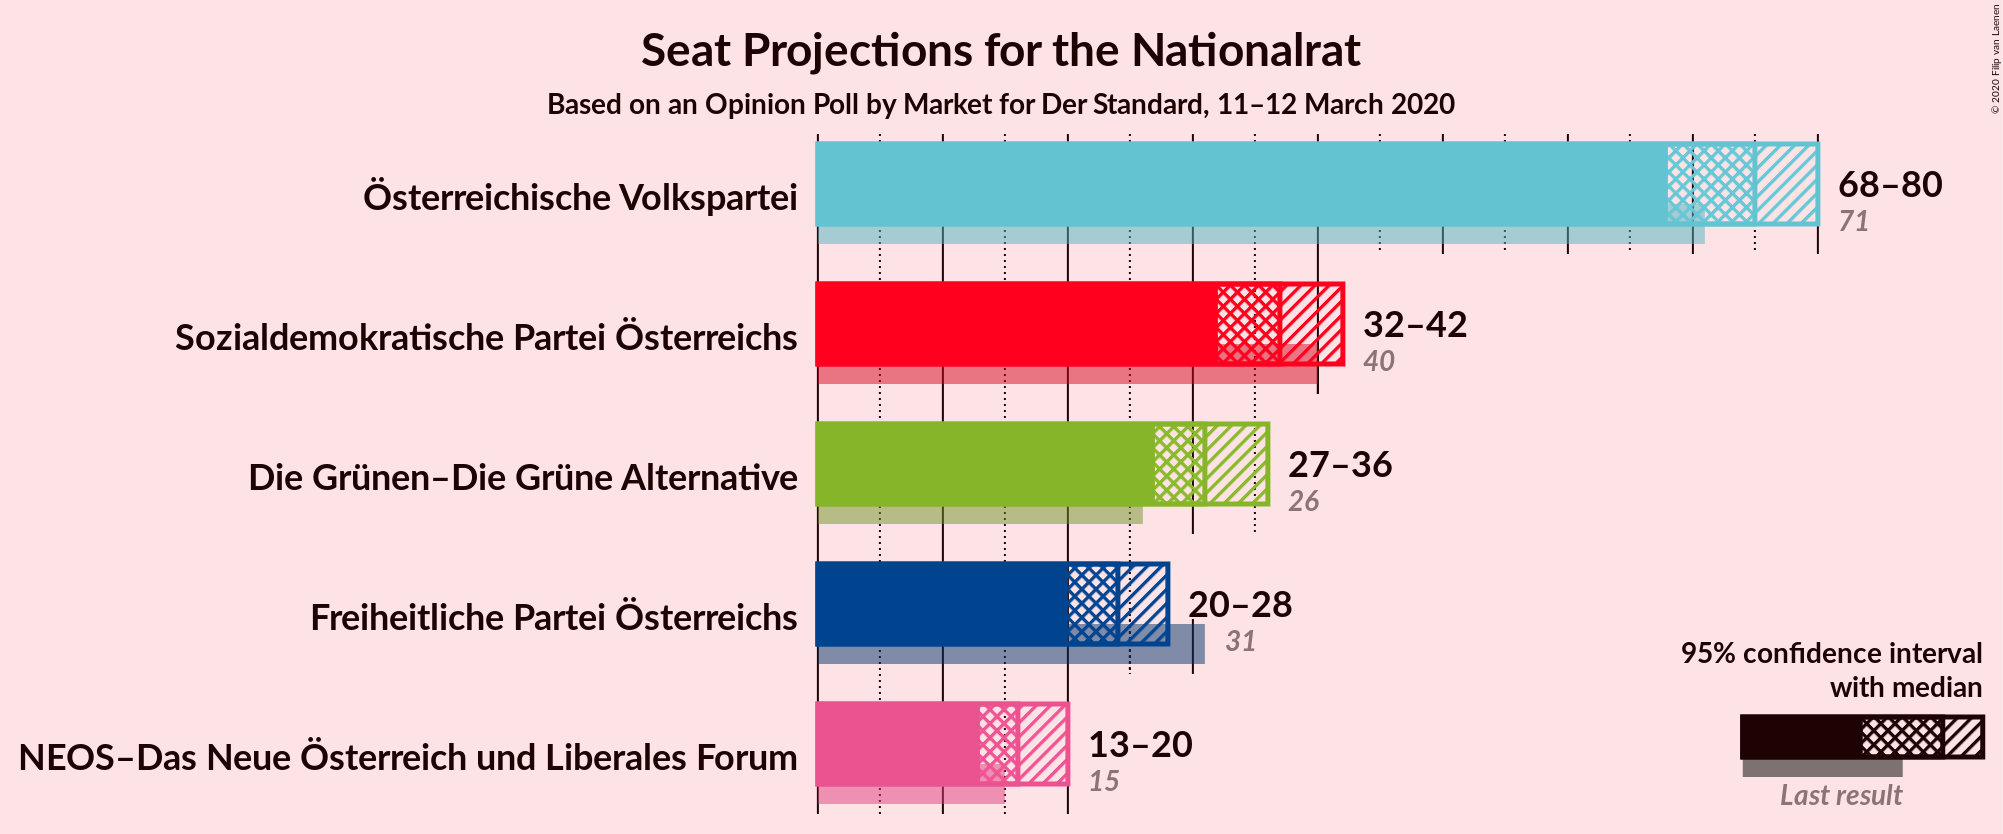 Seat Projections for the Nationalrat
Based on an Opinion Poll by Market for Der Standard, 11–12 March 2020
© 2020 Filip van Laenen
Österreichische Volkspartei
68–80
71
Sozialdemokratische Partei Österreichs
32–42
40
Die Grünen–Die Grüne Alternative
27–36
26
Freiheitliche Partei Österreichs
20–28
31
NEOS–Das Neue Österreich und Liberales Forum
13–20
15
95% confidence interval
with median
Last result